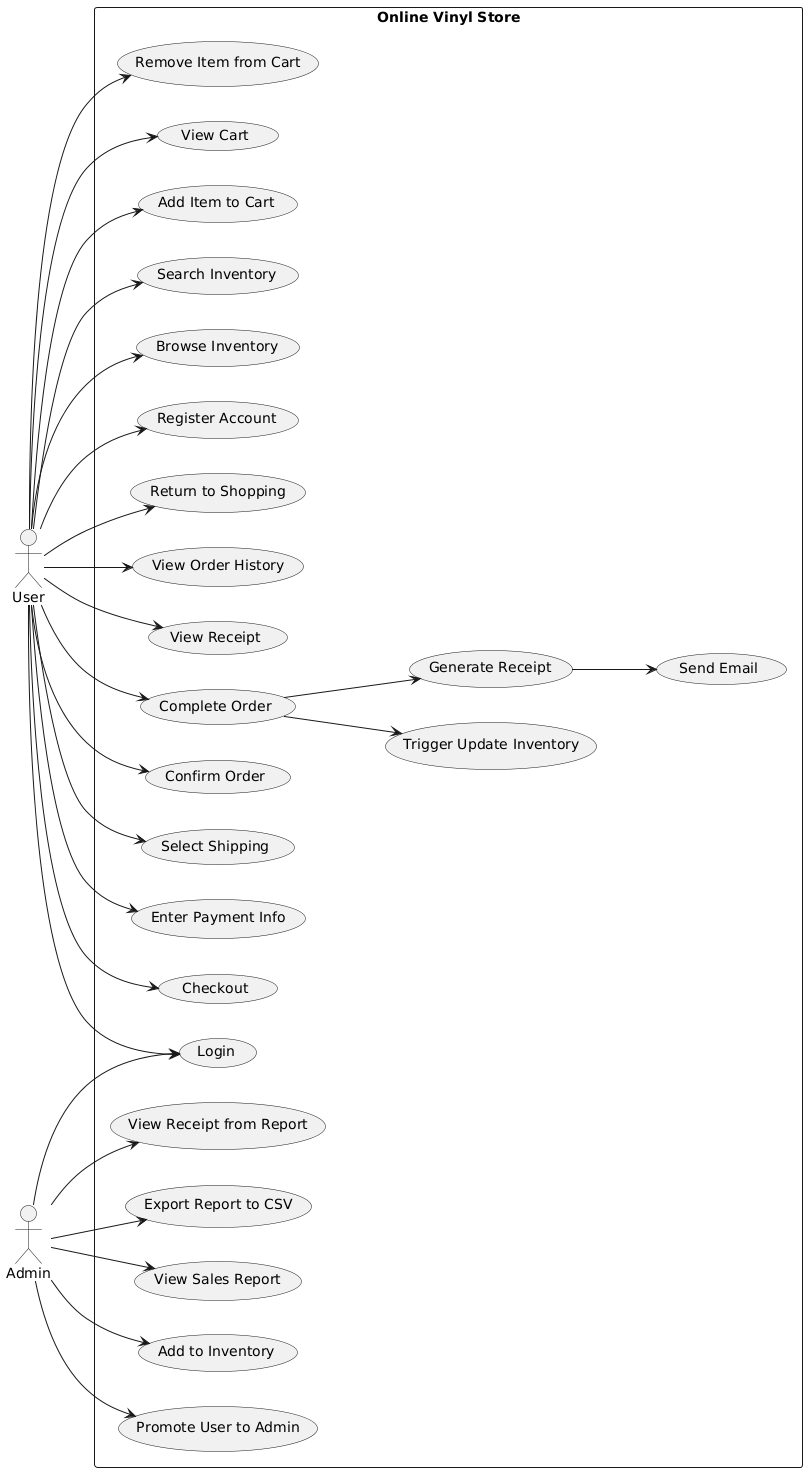 Online Vinyl Store
Remove Item from Cart
View Cart
Add Item to Cart
Search Inventory
Browse Inventory
Register Account
Return to Shopping
View Order History
User
View Receipt
Generate Receipt
Send Email
Complete Order
Trigger Update Inventory
Confirm Order
Select Shipping
Enter Payment Info
Checkout
Login
View Receipt from Report
Export Report to CSV
Admin
View Sales Report
Add to Inventory
Promote User to Admin